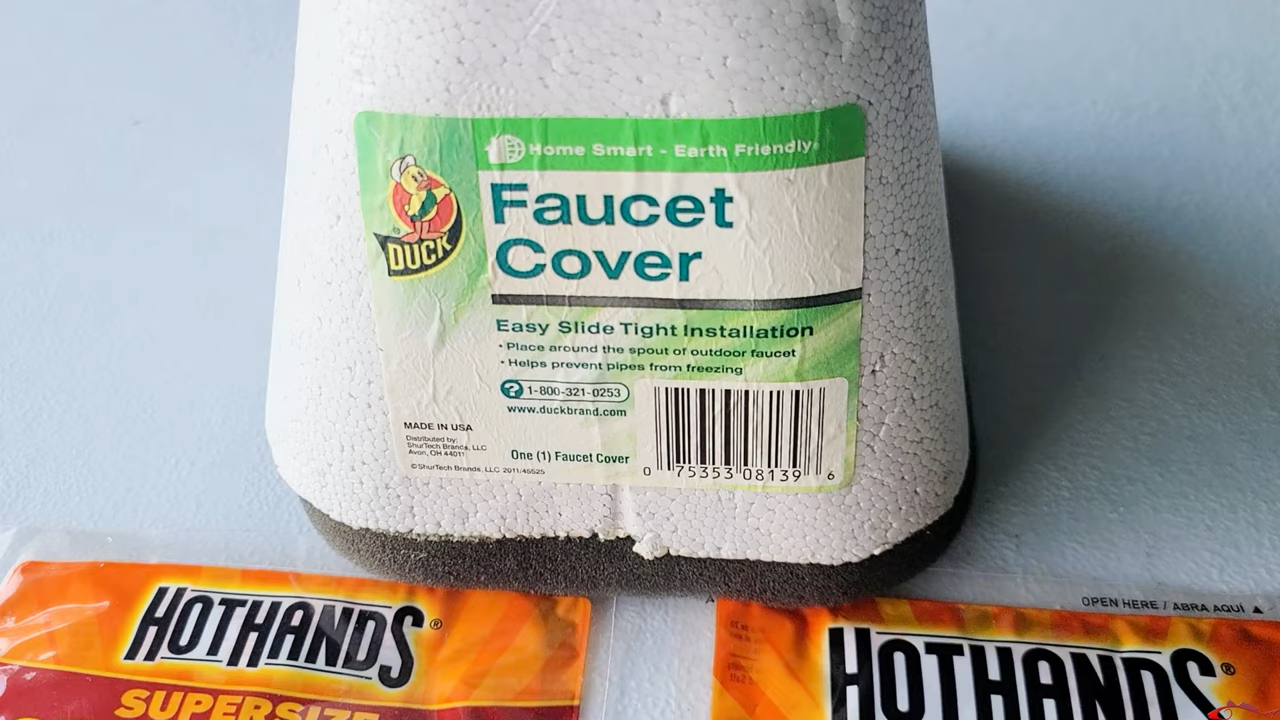 Home Smart - Earth Friendly®
DUCK®
Faucet
Cover
Easy Slide Tight Installation
• Place around the spout of outdoor faucet
• Helps prevent pipes from freezing
? 1-800-321-0253
www.duckbrand.com
MADE IN USA
Distributed by:
ShurTech Brands, LLC
Avon, OH 44011
One (1) Faucet Cover
© ShurTech Brands, LLC 2011/45525
0 75353 08139 6
HOTHANDS®
SUPERSIZE
OPEN HERE / ABRA AQUÍ ▲
HOTHANDS®